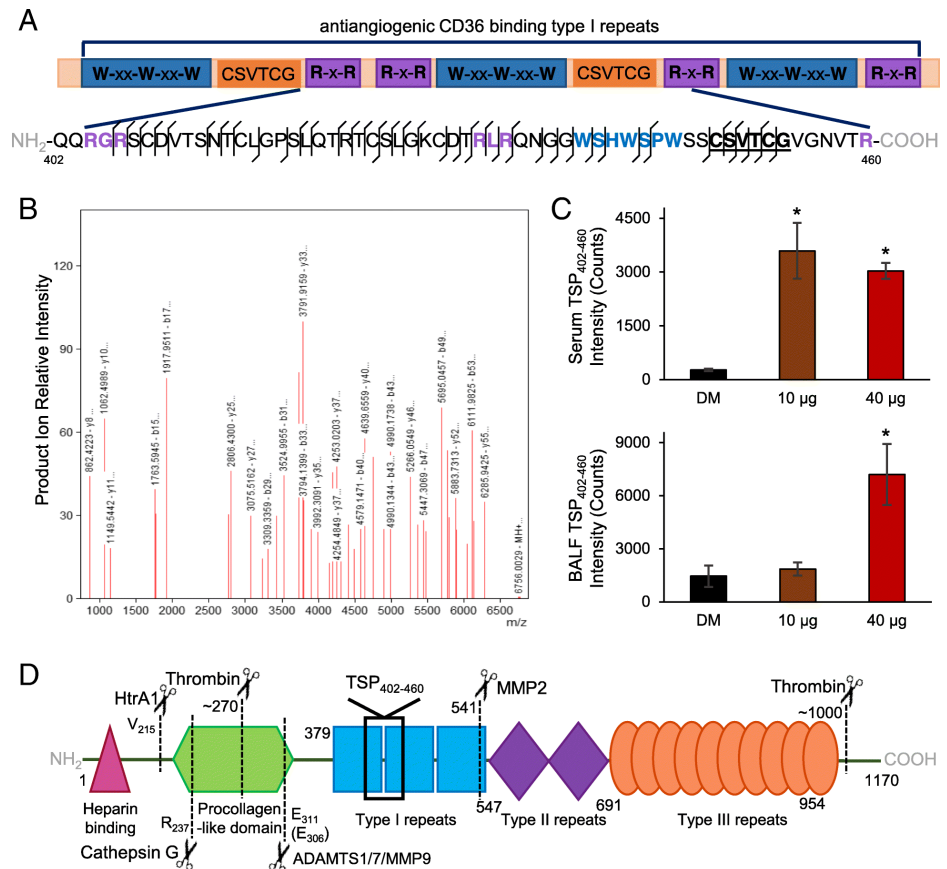 A
antiangiogenic CD36 binding type I repeats
W-xx-W-xx-W CSVTCG R-x-R R-x-R W-xx-W-xx-W CSVTCG R-x-R W-xx-W-xx-W R-x-R
NH2-QQRGRSCDVTSNTCLGPSLQTRTCSLGKCDTRLRQNGGWSHWSPWSSCSVTCGVGNVTR-COOH
402 460
B
Product Ion Relative Intensity
120
90
60
30
0
862.4223 - y8 ...
1062.4989 - y10...
1149.5442 - y11...
1763.5945 - b15...
1917.9511 - b17...
2806.4300 - y25...
3075.5162 - y27...
3309.3359 - b29...
3524.9955 - b31...
3791.9159 - y33...
3794.1399 - b33...
3992.3091 - y35...
4253.0203 - y37...
4254.4849 - y37...
4579.1471 - b40...
4639.6559 - y40...
4990.1738 - b43...
4990.1344 - b43...
5266.0549 - y46...
5447.3069 - b47...
5695.0457 - b49...
5883.7313 - y52...
6111.9825 - b53...
6285.9425 - y55...
6756.0029 - MH+...
1000 1500 2000 2500 3000 3500 4000 4500 5000 5500 6000 6500
m/z
C
Serum TSP402-460
Intensity (Counts)
4500
3000
1500
0
* *
DM 10 µg 40 µg
BALF TSP402-460
Intensity (Counts)
9000
6000
3000
0
*
DM 10 µg 40 µg
D
HtrA1 Thrombin TSP402-460 MMP2 Thrombin
V215 ~270 379 541 ~1000
NH2 COOH
1 547 691 954 1170
Heparin
binding
Procollagen
-like domain
Type I repeats Type II repeats Type III repeats
R237 E311
(E306)
Cathepsin G ADAMTS1/7/MMP9